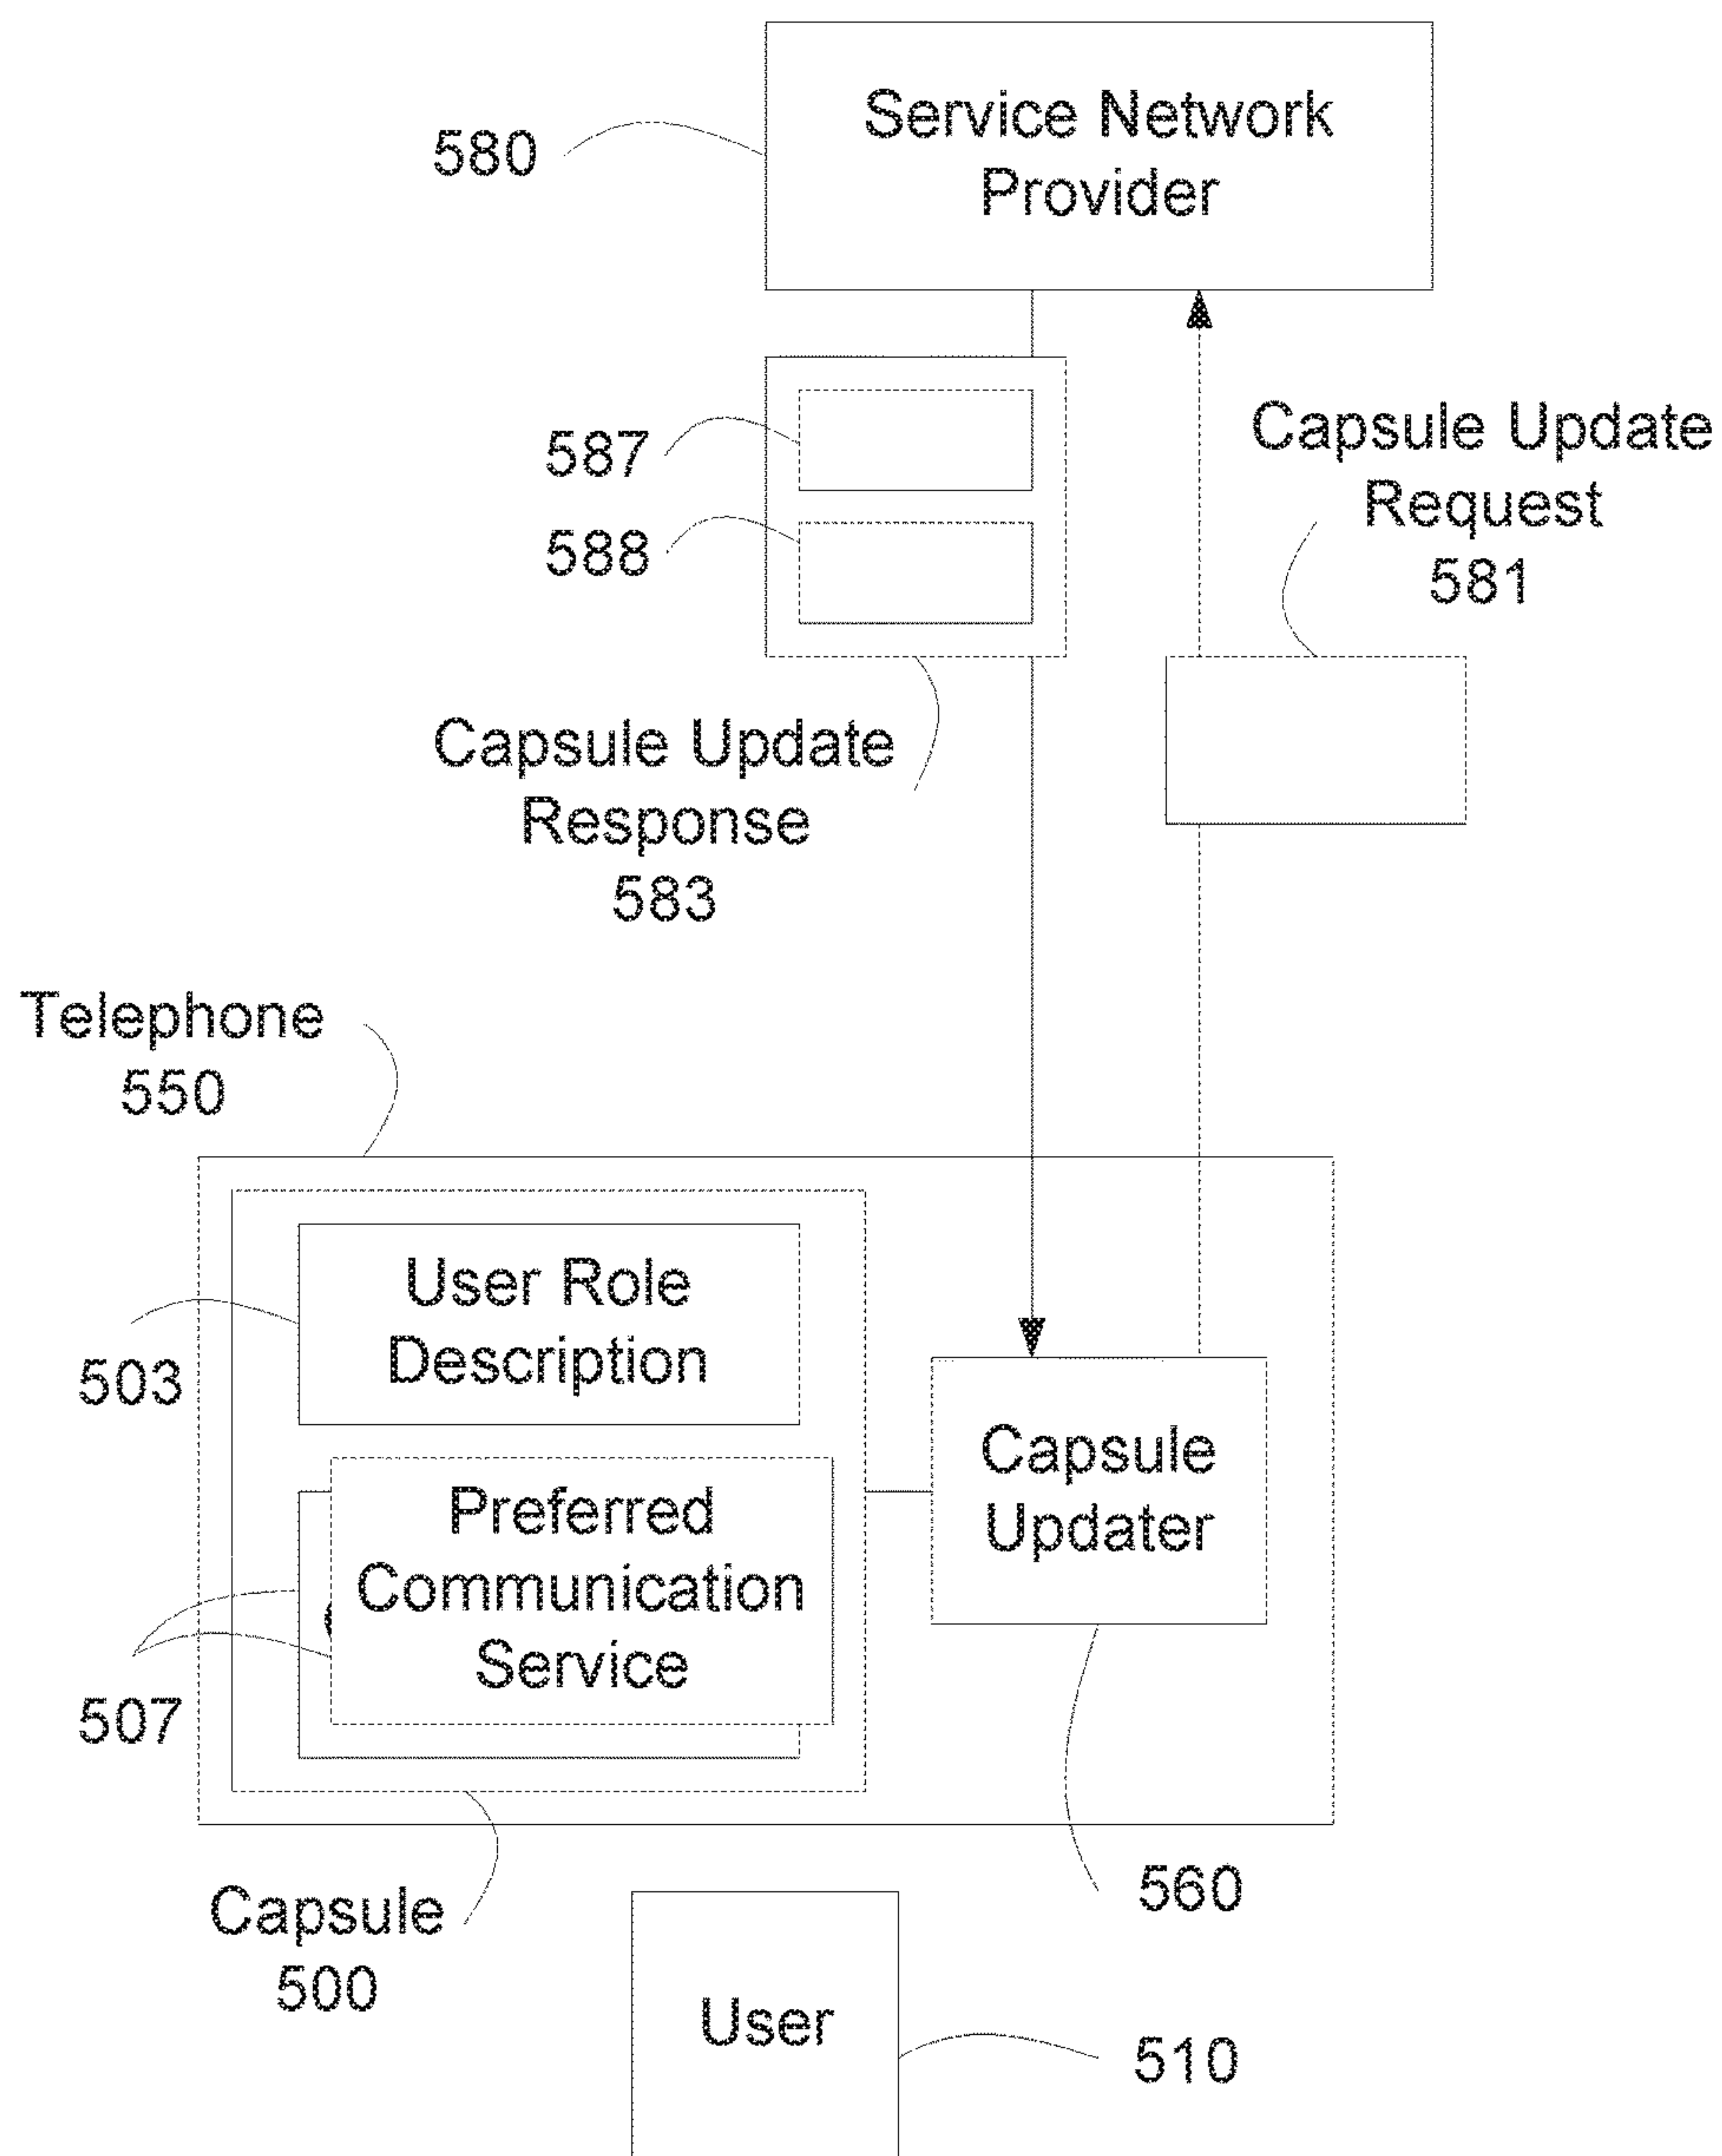 Service Network
Provider
580
587
588
Capsule Update
Request
581
Capsule Update
Response
583
Telephone
550
User Role
Description
503
Preferred
Communication
Service
507
Capsule
Updater
560
Capsule
500
User
510